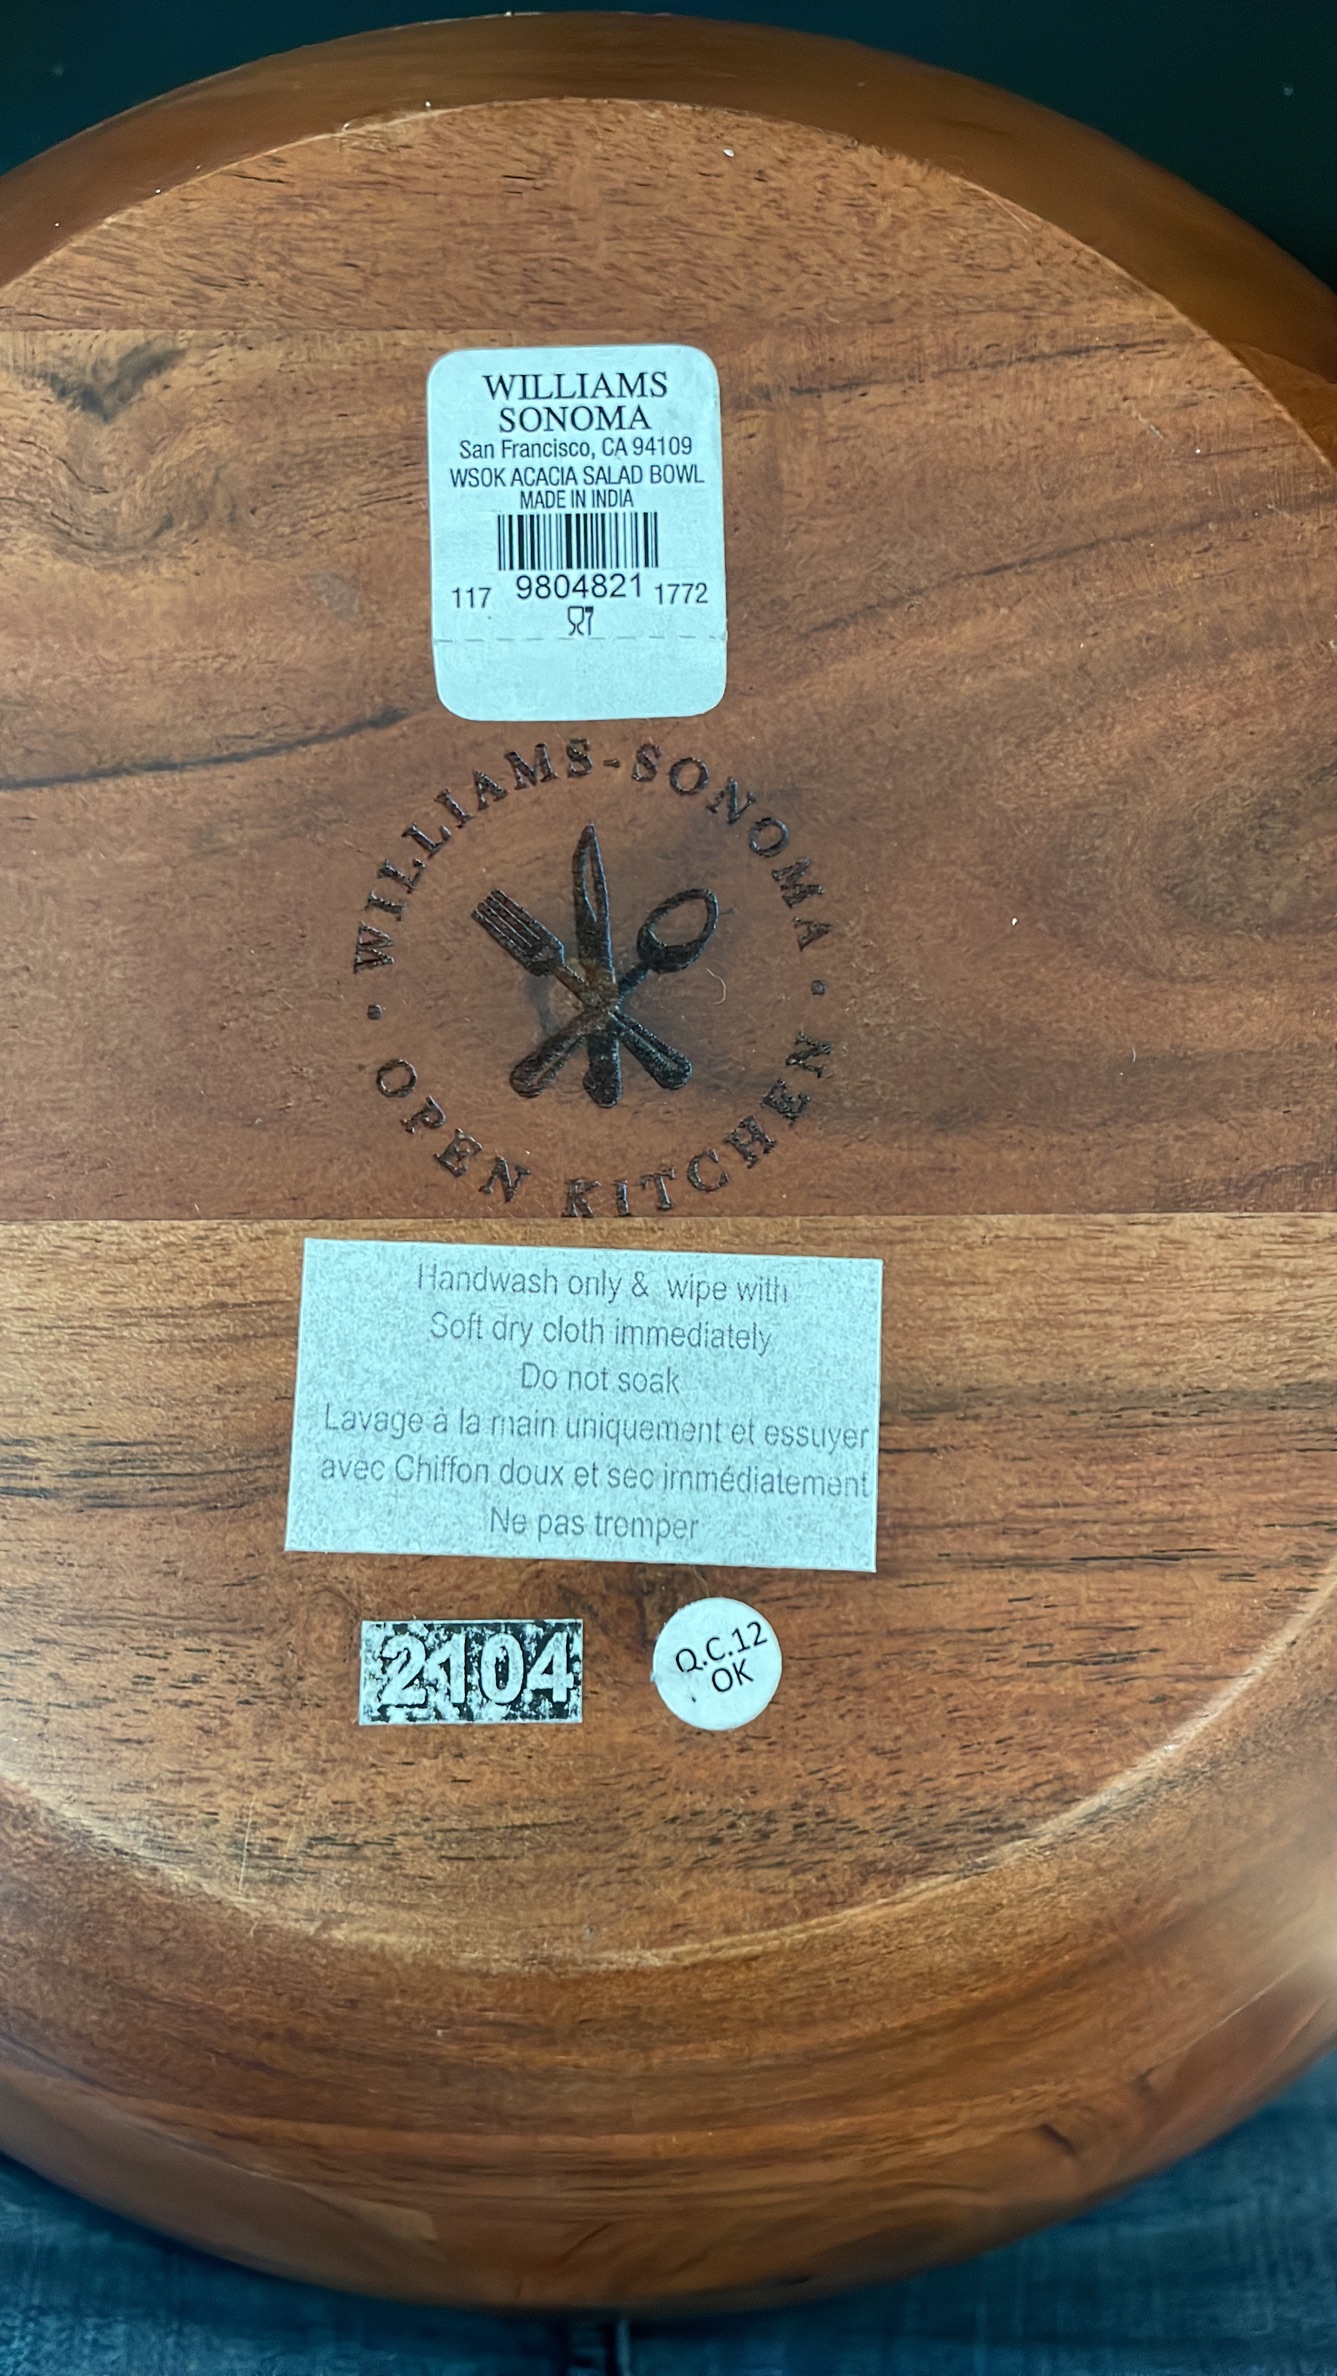 WILLIAMS
SONOMA
San Francisco, CA 94109
WSOK ACACIA SALAD BOWL
MADE IN INDIA
117 9804821 1772
WILLIAMS-SONOMA
OPEN KITCHEN
Handwash only & wipe with
Soft dry cloth immediately
Do not soak
Lavage à la main uniquement et essuyer
avec Chiffon doux et sec immédiatement
Ne pas tremper
2104
Q.C.12
OK